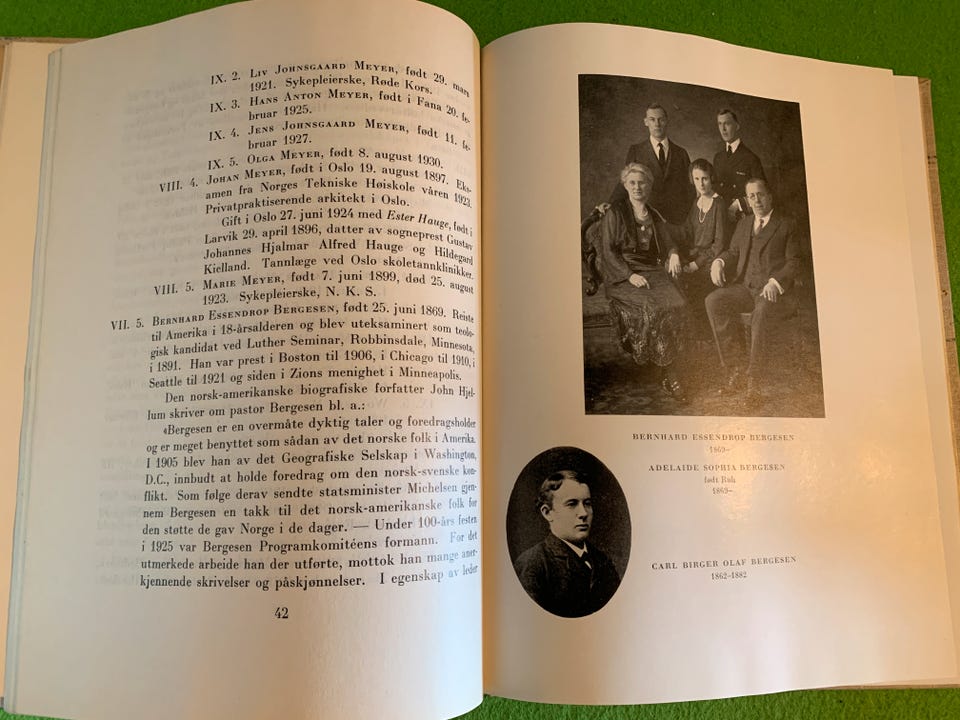 IX. 2. LIV JOHNSGAARD MEYER, født 29. mars
1921. Sykepleierske, Røde Kors.
IX. 3. HANS ANTON MEYER, født i Fana 20. fe-
bruar 1925.
IX. 4. JENS JOHNSGAARD MEYER, født 11. fe-
bruar 1927.
IX. 5. OLGA MEYER, født 8. august 1930.
VIII. 4. JOHAN MEYER, født i Oslo 19. august 1897. Eks-
amen fra Norges Tekniske Høiskole våren 1923.
Privatpraktiserende arkitekt i Oslo.
Gift i Oslo 27. juni 1924 med Ester Hauge, født i
Larvik 29. april 1896, datter av sogneprest Gustav
Johannes Hjalmar Alfred Hauge og Hildegard
Kielland. Tannlæge ved Oslo skoletannklinikker.
VIII. 5. MARIE MEYER, født 7. juni 1899, død 25. august
1923. Sykepleierske, N. K. S.
VII. 5. BERNHARD ESSENDROP BERGESEN, født 25. juni 1869. Reiste
til Amerika i 18-årsalderen og blev uteksaminert som teolo-
gisk kandidat ved Luther Seminar, Robbinsdale, Minnesota,
i 1891. Han var prest i Boston til 1906, i Chicago til 1910, i
Seattle til 1921 og siden i Zions menighet i Minneapolis.
Den norsk-amerikanske biografiske forfatter John Hjel-
lum skriver om pastor Bergesen bl. a.:
«Bergesen er en overmåte dyktig taler og foredragsholder
og er meget benyttet som sådan av det norske folk i Amerika.
I 1905 blev han av det Geografiske Selskap i Washington,
D.C., innbudt at holde foredrag om den norsk-svenske kon-
flikt. Som følge derav sendte statsminister Michelsen gjen-
nem Bergesen en takk til det norsk-amerikanske folk for
den støtte de gav Norge i de dager. — Under 100-års festen
i 1925 var Bergesen Programkomitéens formann. For det
utmerkede arbeide han der utførte, mottok han mange aner-
kjennende skrivelser og påskjønnelser. I egenskap av leder
42
BERNHARD ESSENDROP BERGESEN
1869–
ADELAIDE SOPHIA BERGESEN
født Roh
1869–
CARL BIRGER OLAF BERGESEN
1862–1882